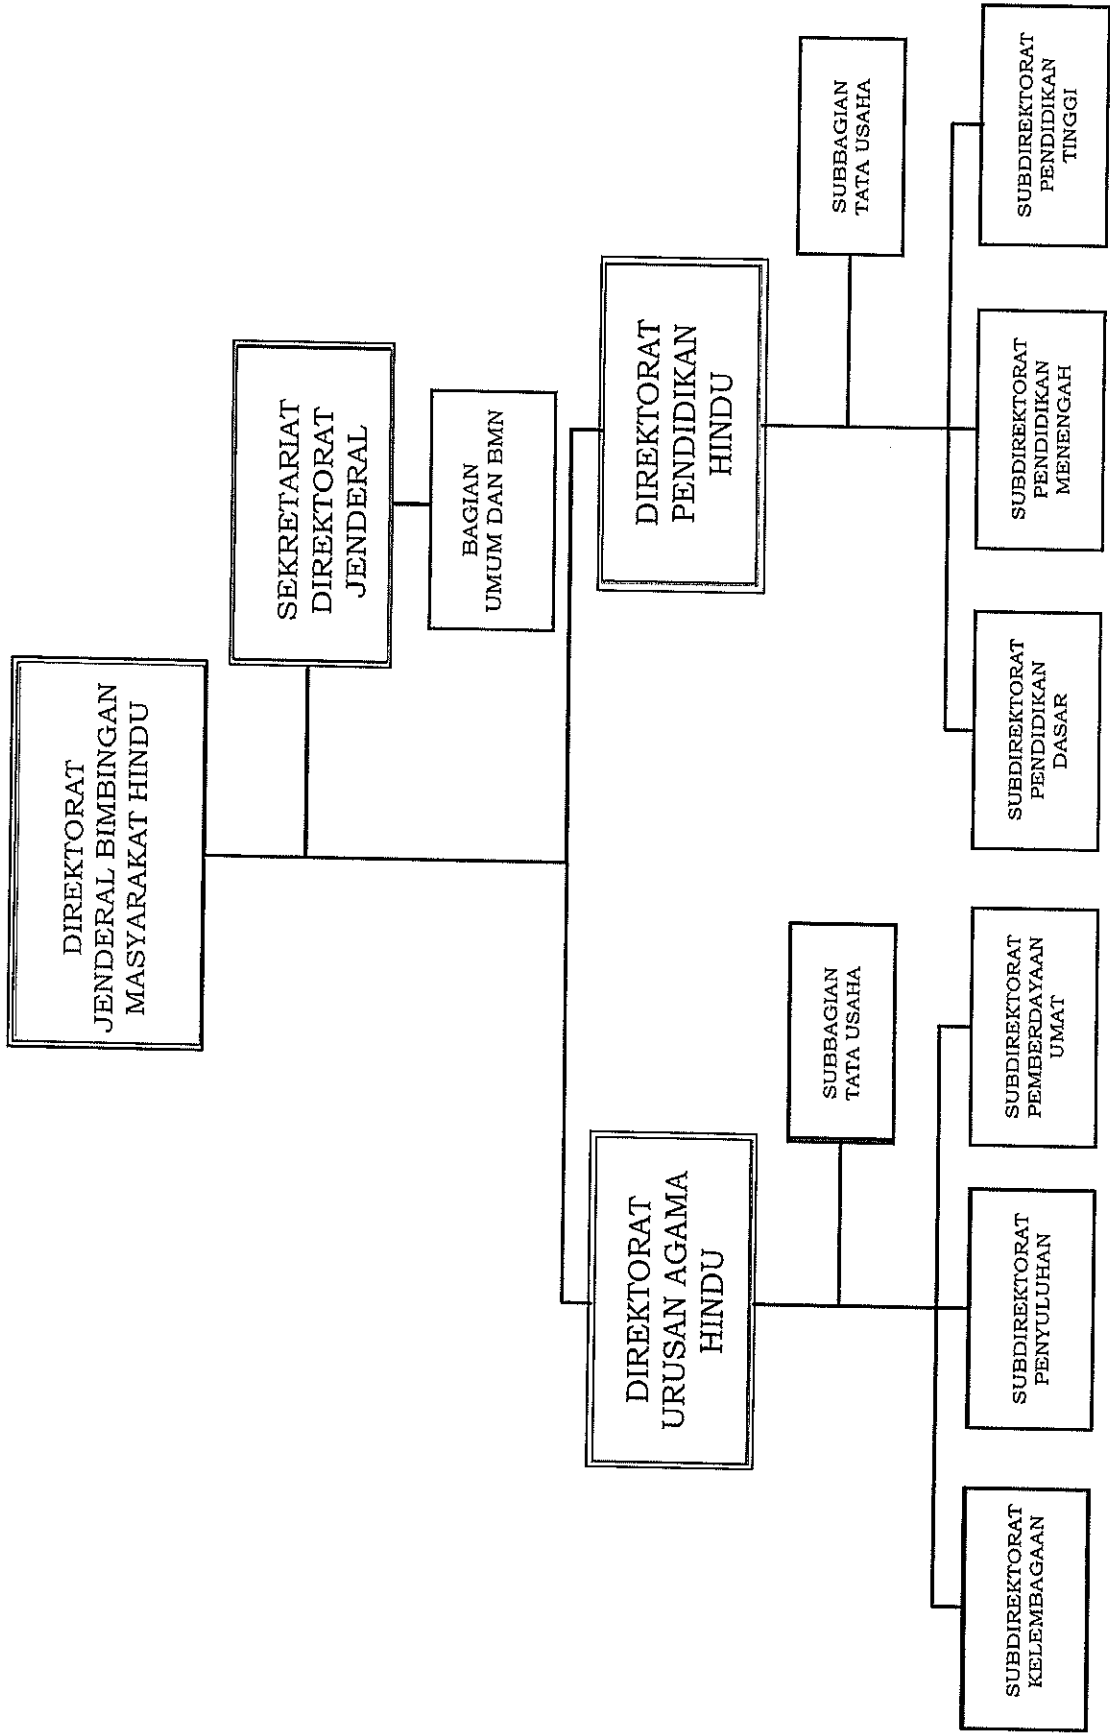 DIREKTORAT
JENDERAL BIMBINGAN
MASYARAKAT HINDU
SEKRETARIAT
DIREKTORAT
JENDERAL
BAGIAN
UMUM DAN BMN
DIREKTORAT
URUSAN AGAMA
HINDU
DIREKTORAT
PENDIDIKAN
HINDU
SUBBAGIAN
TATA USAHA
SUBBAGIAN
TATA USAHA
SUBDIREKTORAT
KELEMBAGAAN
SUBDIREKTORAT
PENYULUHAN
SUBDIREKTORAT
PEMBERDAYAAN
UMAT
SUBDIREKTORAT
PENDIDIKAN
DASAR
SUBDIREKTORAT
PENDIDIKAN
MENENGAH
SUBDIREKTORAT
PENDIDIKAN
TINGGI